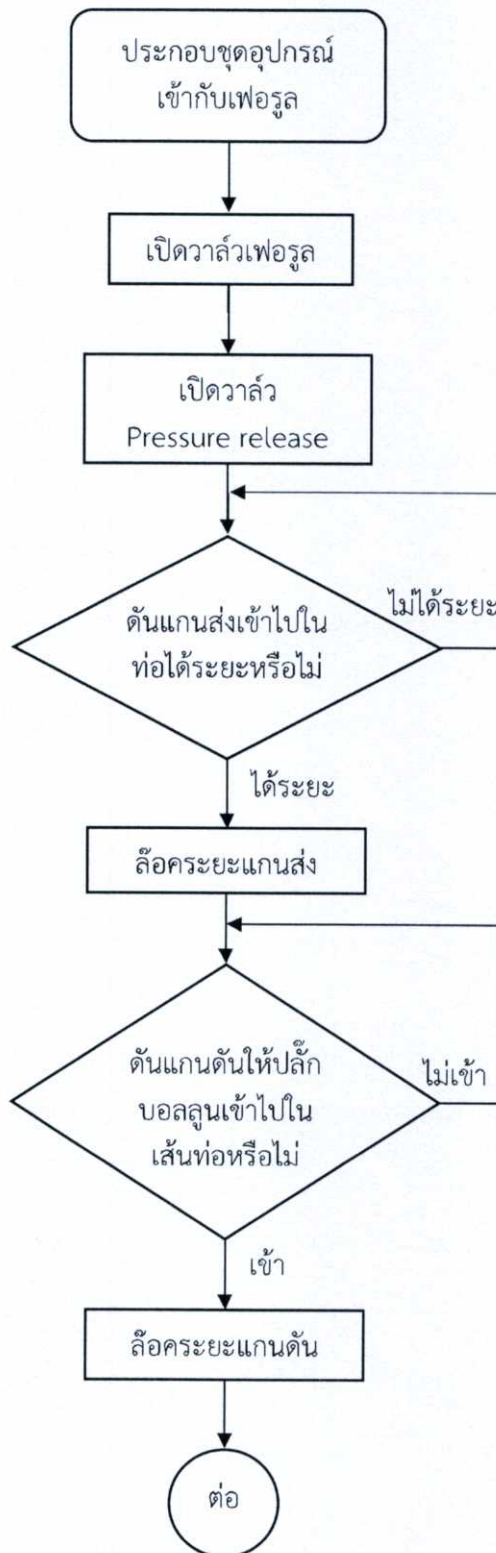 ประกอบชุดอุปกรณ์
เข้ากับเฟอรูล
เปิดวาล์วเฟอรูล
เปิดวาล์ว
Pressure release
ดันแกนส่งเข้าไปใน
ท่อได้ระยะหรือไม่
ไม่ได้ระยะ
ได้ระยะ
ล๊อคระยะแกนส่ง
ดันแกนดันให้ปลั๊ก
บอลลูนเข้าไปใน
เส้นท่อหรือไม่
ไม่เข้า
เข้า
ล๊อคระยะแกนดัน
ต่อ